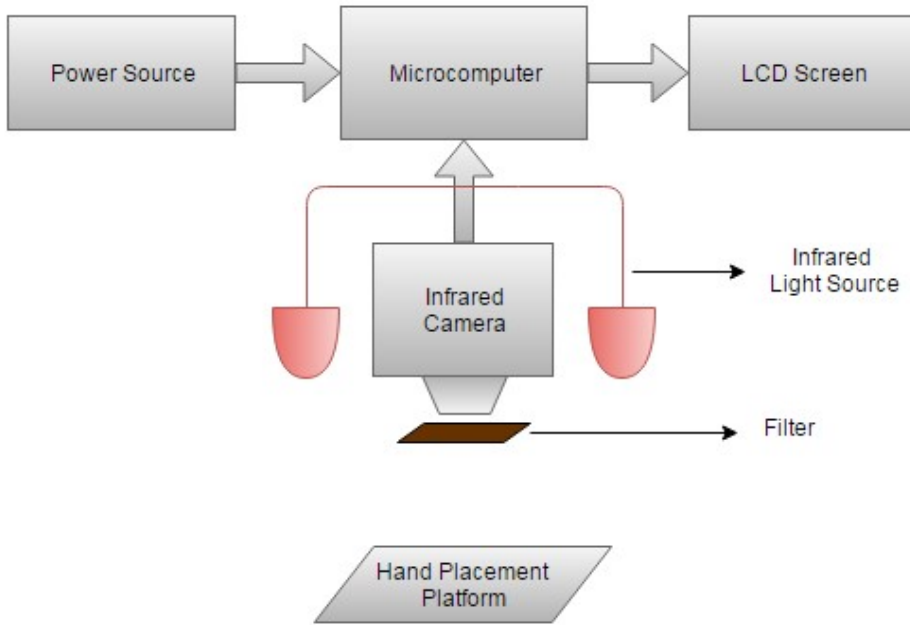 Power Source
Microcomputer
LCD Screen
Infrared
Light Source
Infrared
Camera
Filter
Hand Placement
Platform